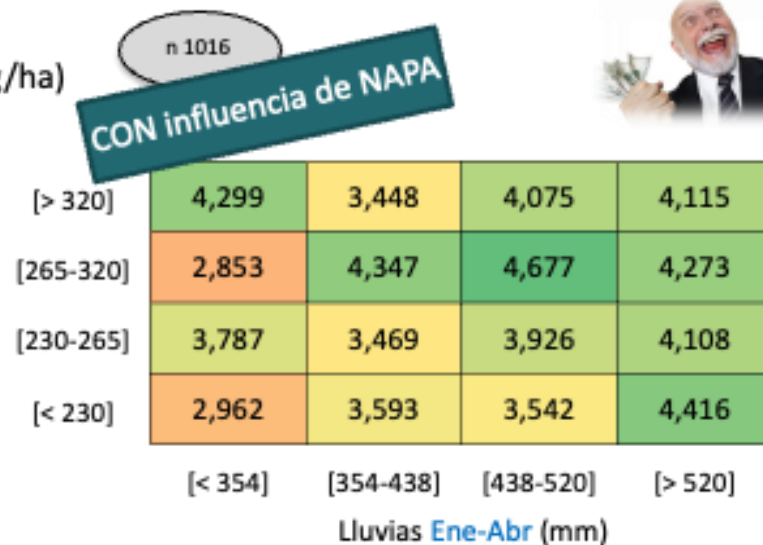 n 1016
/ha)
CON influencia de NAPA
[> 320] 4,299 3,448 4,075 4,115
[265-320] 2,853 4,347 4,677 4,273
[230-265] 3,787 3,469 3,926 4,108
[< 230] 2,962 3,593 3,542 4,416
[< 354] [354-438] [438-520] [> 520]
Lluvias Ene-Abr (mm)